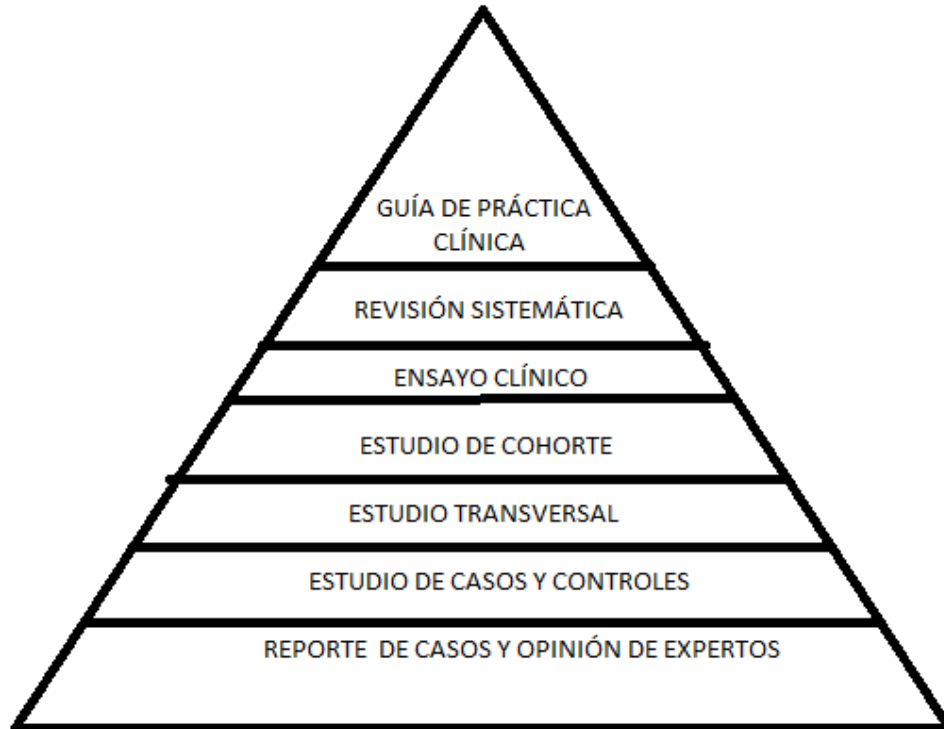 GUÍA DE PRÁCTICA
CLÍNICA
REVISIÓN SISTEMÁTICA
ENSAYO CLÍNICO
ESTUDIO DE COHORTE
ESTUDIO TRANSVERSAL
ESTUDIO DE CASOS Y CONTROLES
REPORTE DE CASOS Y OPINIÓN DE EXPERTOS